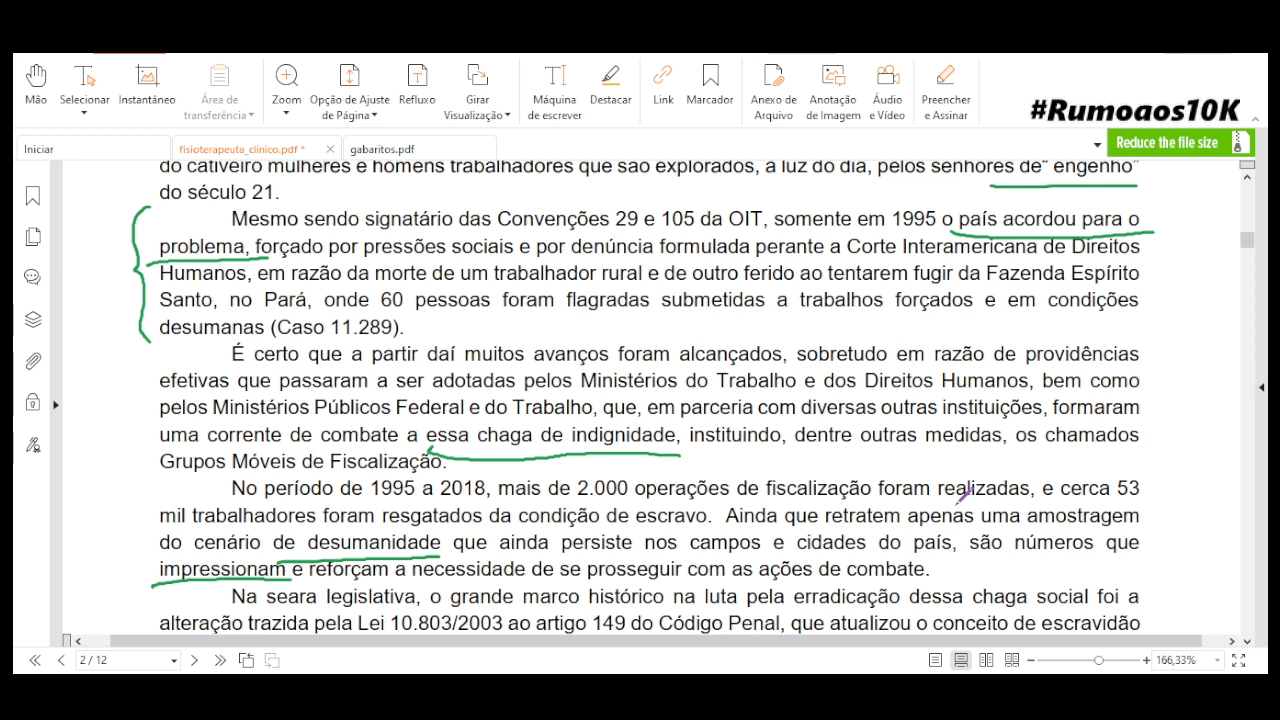 Mão
Selecionar
Instantâneo
Área de
transferência
Zoom
Opção de Ajuste
de Página
Refluxo
Girar
Visualização
Máquina
de escrever
Destacar
Link
Marcador
Anexo de
Arquivo
Anotação
de Imagem
Áudio
e Vídeo
Preencher
e Assinar
#Rumoaos10K
Iniciar
fisioterapeuta_clínico.pdf *
gabaritos.pdf
Reduce the file size
do cativeiro mulheres e homens trabalhadores que são explorados, à luz do dia, pelos senhores de“ engenho”
do século 21.
Mesmo sendo signatário das Convenções 29 e 105 da OIT, somente em 1995 o país acordou para o
problema, forçado por pressões sociais e por denúncia formulada perante a Corte Interamericana de Direitos
Humanos, em razão da morte de um trabalhador rural e de outro ferido ao tentarem fugir da Fazenda Espírito
Santo, no Pará, onde 60 pessoas foram flagradas submetidas a trabalhos forçados e em condições
desumanas (Caso 11.289).
É certo que a partir daí muitos avanços foram alcançados, sobretudo em razão de providências
efetivas que passaram a ser adotadas pelos Ministérios do Trabalho e dos Direitos Humanos, bem como
pelos Ministérios Públicos Federal e do Trabalho, que, em parceria com diversas outras instituições, formaram
uma corrente de combate a essa chaga de indignidade, instituindo, dentre outras medidas, os chamados
Grupos Móveis de Fiscalização.
No período de 1995 a 2018, mais de 2.000 operações de fiscalização foram realizadas, e cerca 53
mil trabalhadores foram resgatados da condição de escravo. Ainda que retratem apenas uma amostragem
do cenário de desumanidade que ainda persiste nos campos e cidades do país, são números que
impressionam e reforçam a necessidade de se prosseguir com as ações de combate.
Na seara legislativa, o grande marco histórico na luta pela erradicação dessa chaga social foi a
alteração trazida pela Lei 10.803/2003 ao artigo 149 do Código Penal, que atualizou o conceito de escravidão
2 / 12
166,33%